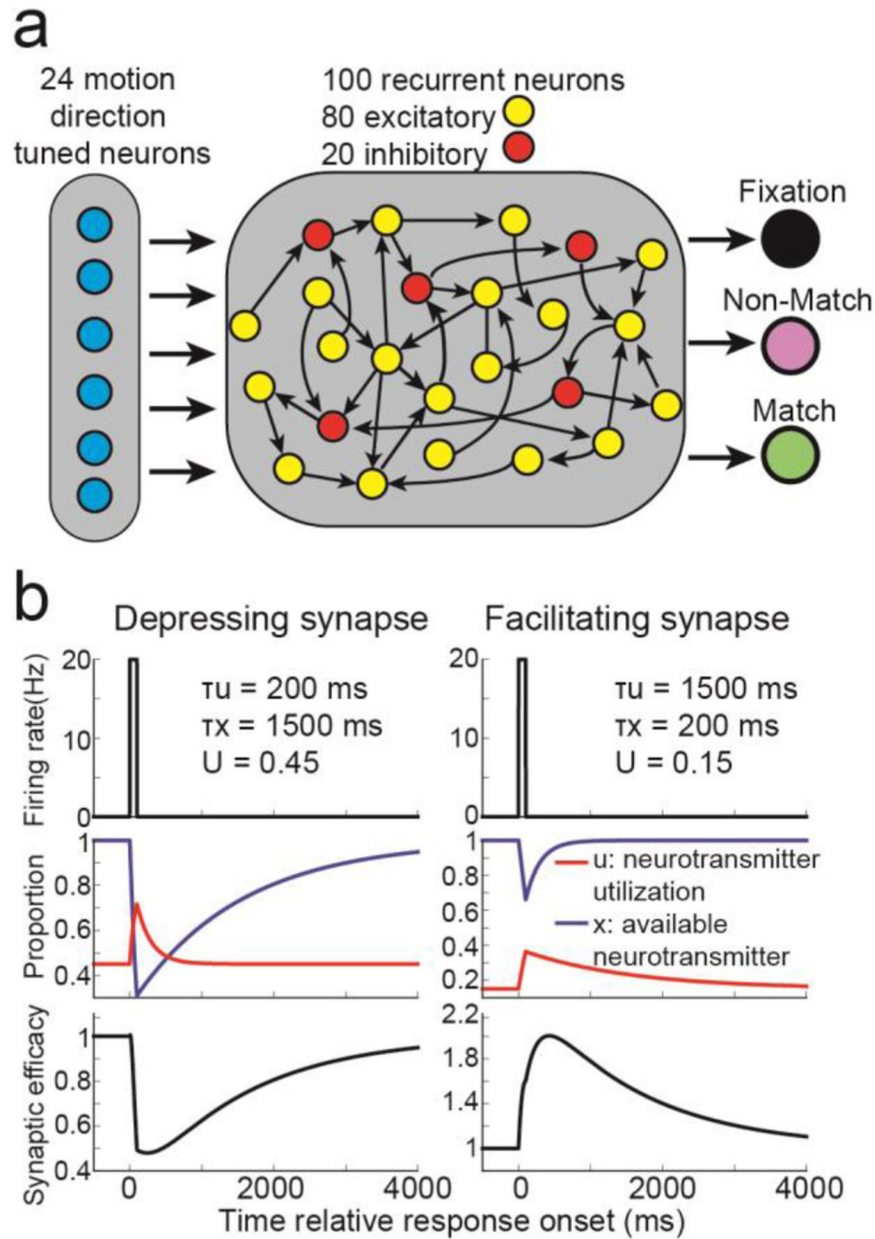 a
24 motion
direction
tuned neurons
100 recurrent neurons
80 excitatory
20 inhibitory
Fixation
Non-Match
Match
b
Depressing synapse
Facilitating synapse
Firing rate(Hz)
20
10
0
τu = 200 ms
τx = 1500 ms
U = 0.45
20
10
0
τu = 1500 ms
τx = 200 ms
U = 0.15
Proportion
1
0.8
0.6
0.4
1
0.8
0.6
0.4
0.2
u: neurotransmitter
utilization
x: available
neurotransmitter
Synaptic efficacy
1
0.8
0.6
0.4
2.2
1.8
1.4
1
0
2000
4000
0
2000
4000
Time relative response onset (ms)